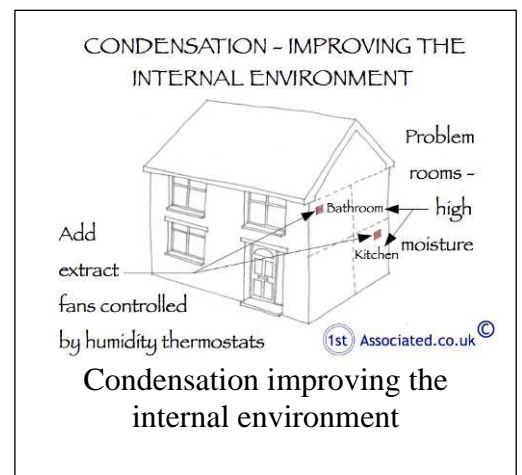 CONDENSATION - IMPROVING THE
INTERNAL ENVIRONMENT
Problem
rooms -
high
moisture
Bathroom
Kitchen
Add
extract
fans controlled
by humidity thermostats
1st Associated.co.uk ©
Condensation improving the
internal environment